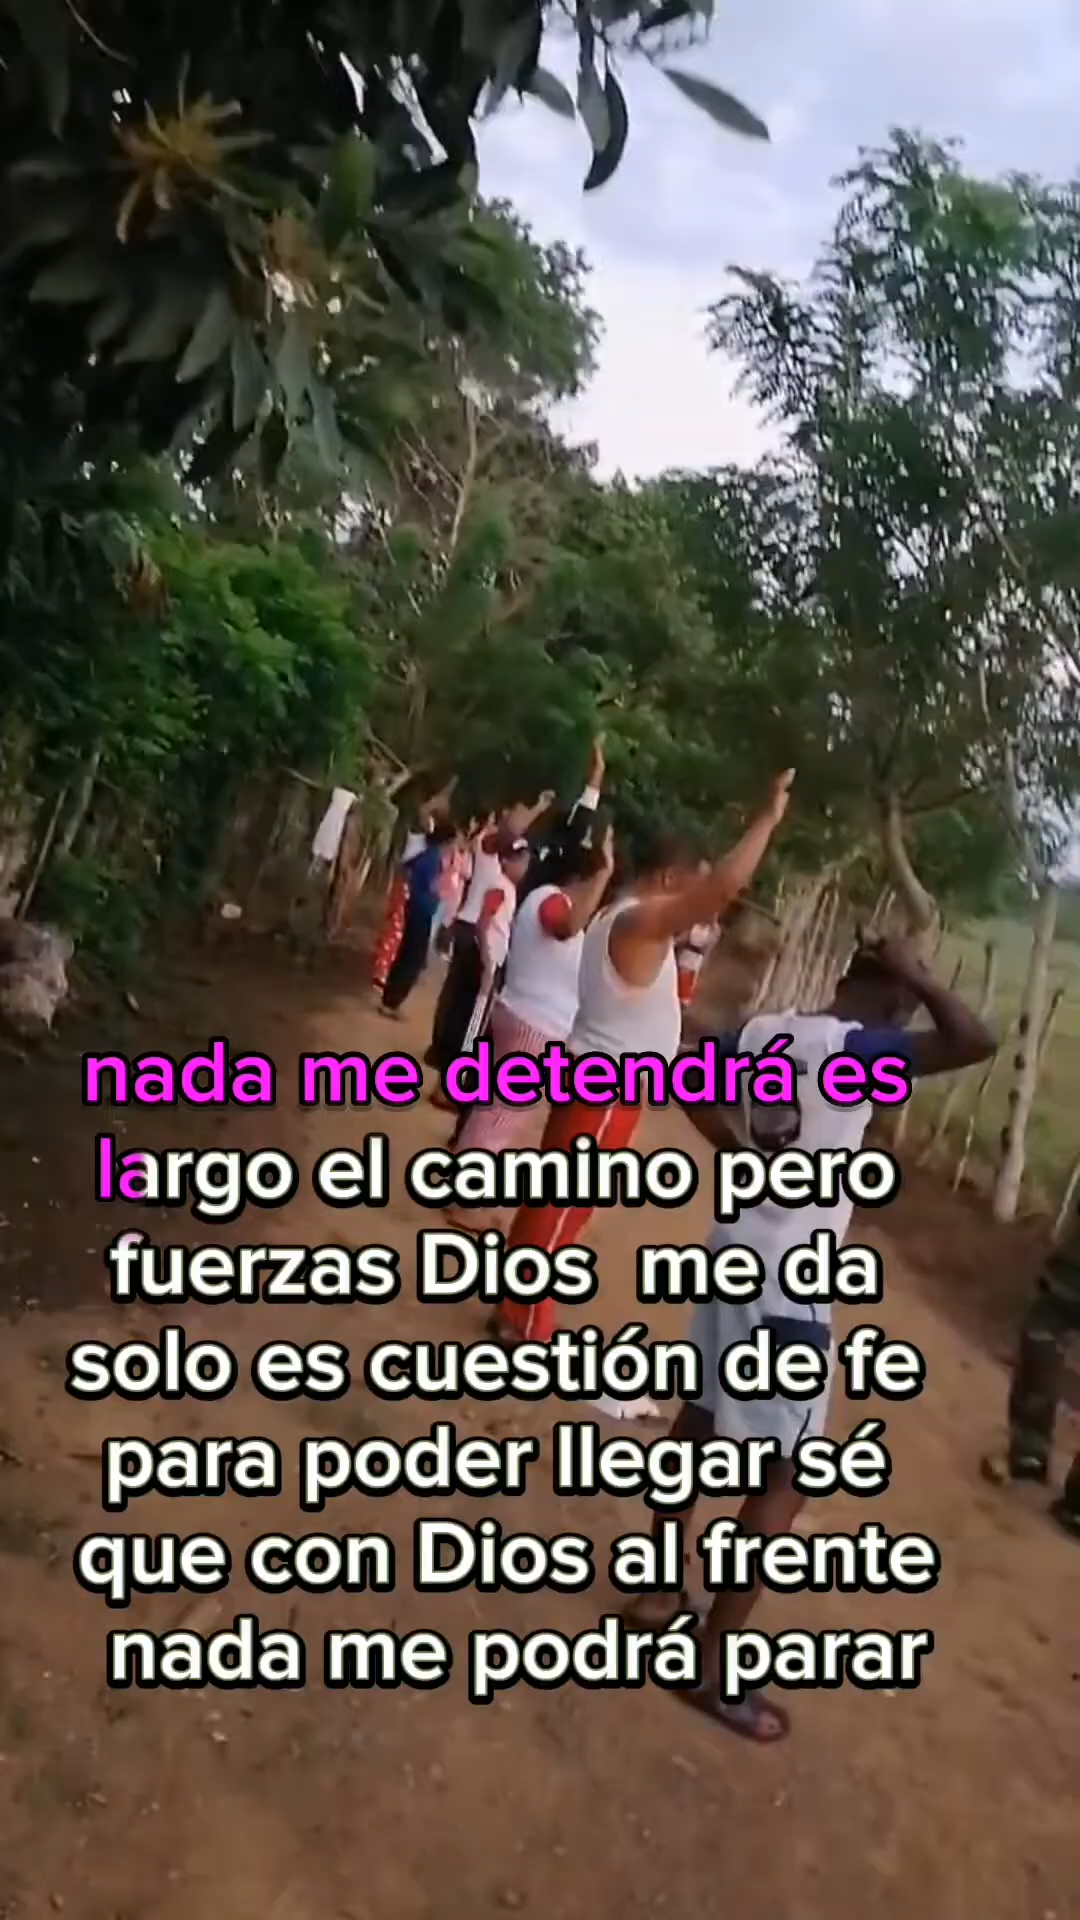 nada me detendrá es
largo el camino pero
fuerzas Dios me da
solo es cuestión de fe
para poder llegar sé
que con Dios al frente
nada me podrá parar